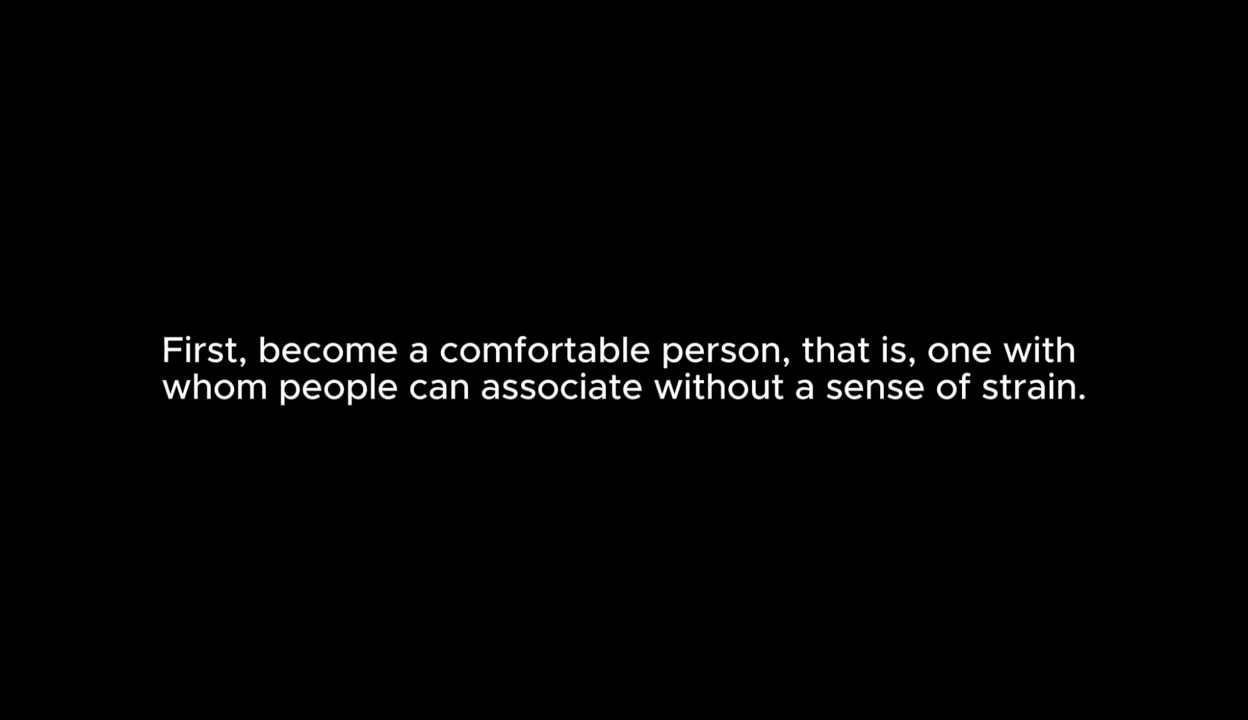 First, become a comfortable person, that is, one with
whom people can associate without a sense of strain.